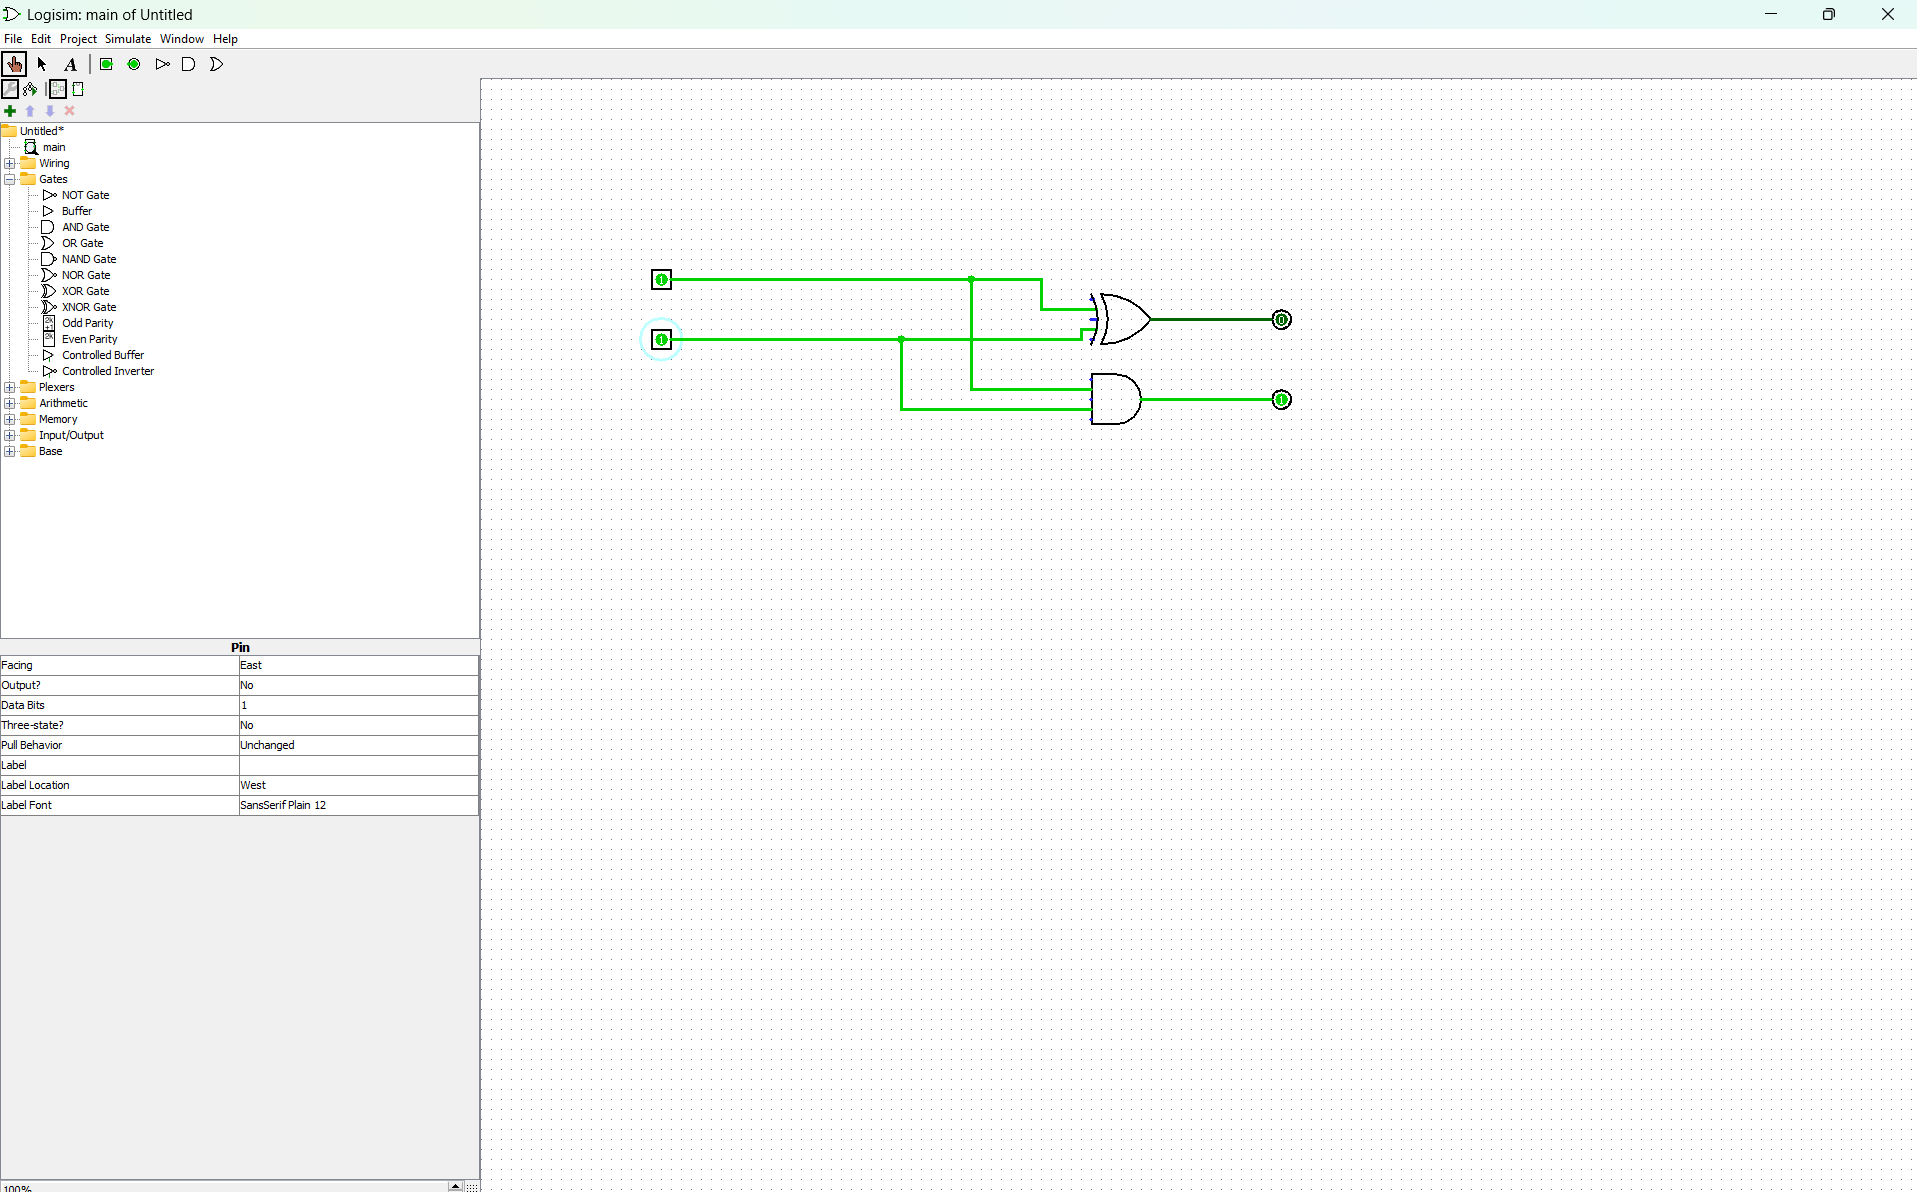 Logisim: main of Untitled
File Edit Project Simulate Window Help
A
Untitled*
main
Wiring
Gates
NOT Gate
Buffer
AND Gate
OR Gate
NAND Gate
NOR Gate
XOR Gate
XNOR Gate
Odd Parity
Even Parity
Controlled Buffer
Controlled Inverter
Plexers
Arithmetic
Memory
Input/Output
Base
1
1
0
1
Pin
Facing East
Output? No
Data Bits 1
Three-state? No
Pull Behavior Unchanged
Label
Label Location West
Label Font SansSerif Plain 12
100%